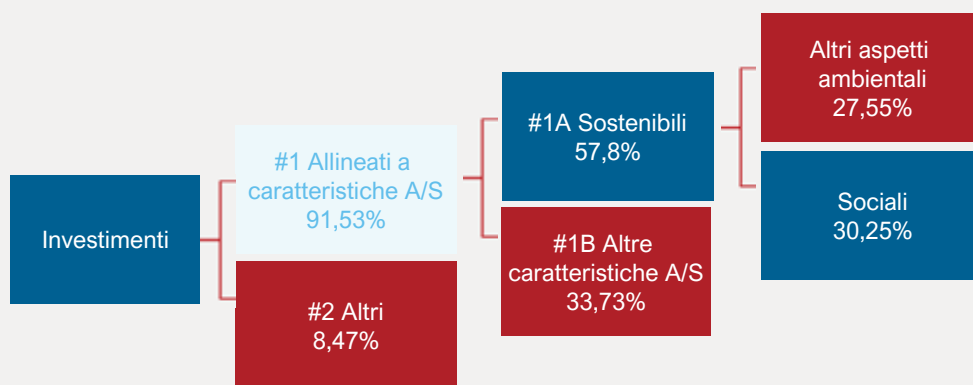 Investimenti
#1 Allineati a
caratteristiche A/S
91,53%
#2 Altri
8,47%
#1A Sostenibili
57,8%
#1B Altre
caratteristiche A/S
33,73%
Altri aspetti
ambientali
27,55%
Sociali
30,25%